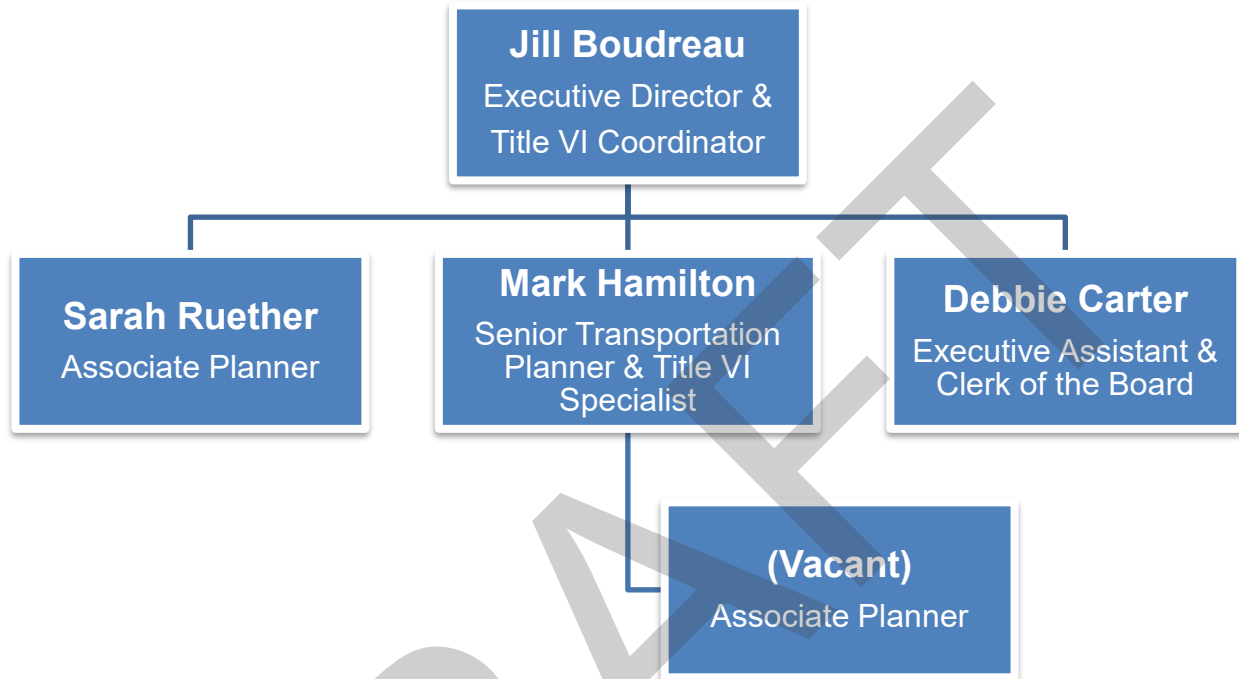 Jill Boudreau
Executive Director &
Title VI Coordinator
Sarah Ruether
Associate Planner
Mark Hamilton
Senior Transportation
Planner & Title VI
Specialist
Debbie Carter
Executive Assistant &
Clerk of the Board
(Vacant)
Associate Planner
DRAFT